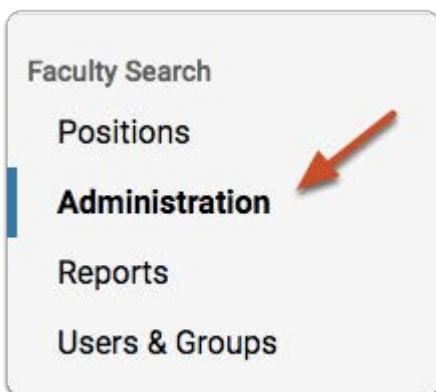 Faculty Search
Positions
Administration
Reports
Users & Groups